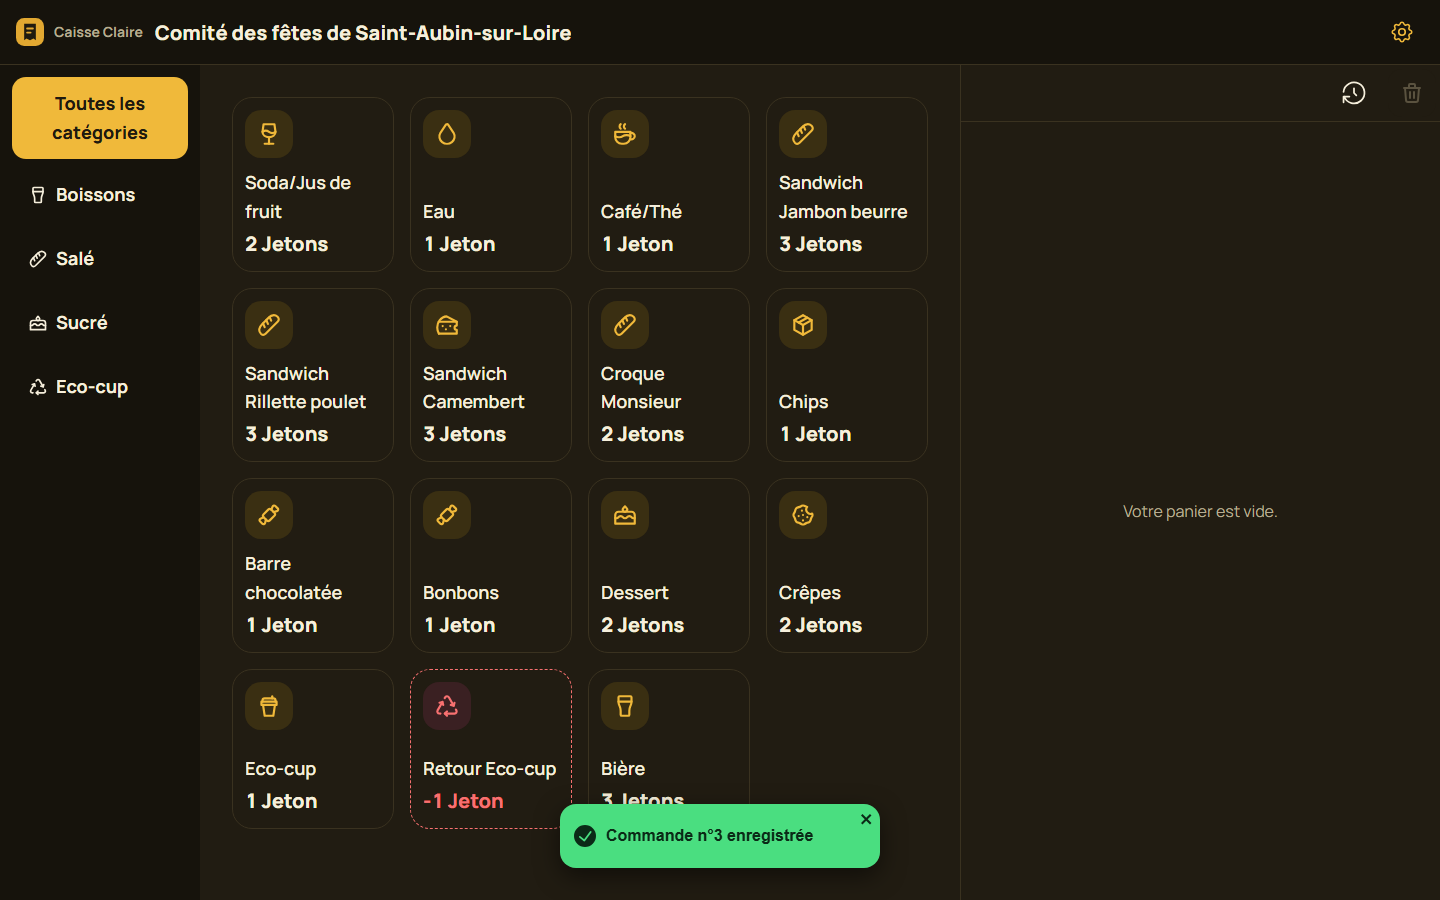 Caisse Claire
Comité des fêtes de Saint-Aubin-sur-Loire
Toutes les
catégories
Boissons
Salé
Sucré
Eco-cup
Soda/Jus de
fruit
2 Jetons
Eau
1 Jeton
Café/Thé
1 Jeton
Sandwich
Jambon beurre
3 Jetons
Sandwich
Rillette poulet
3 Jetons
Sandwich
Camembert
3 Jetons
Croque
Monsieur
2 Jetons
Chips
1 Jeton
Barre
chocolatée
1 Jeton
Bonbons
1 Jeton
Dessert
2 Jetons
Crêpes
2 Jetons
Eco-cup
1 Jeton
Retour Eco-cup
-1 Jeton
Bière
3 Jetons
Commande n°3 enregistrée
Votre panier est vide.